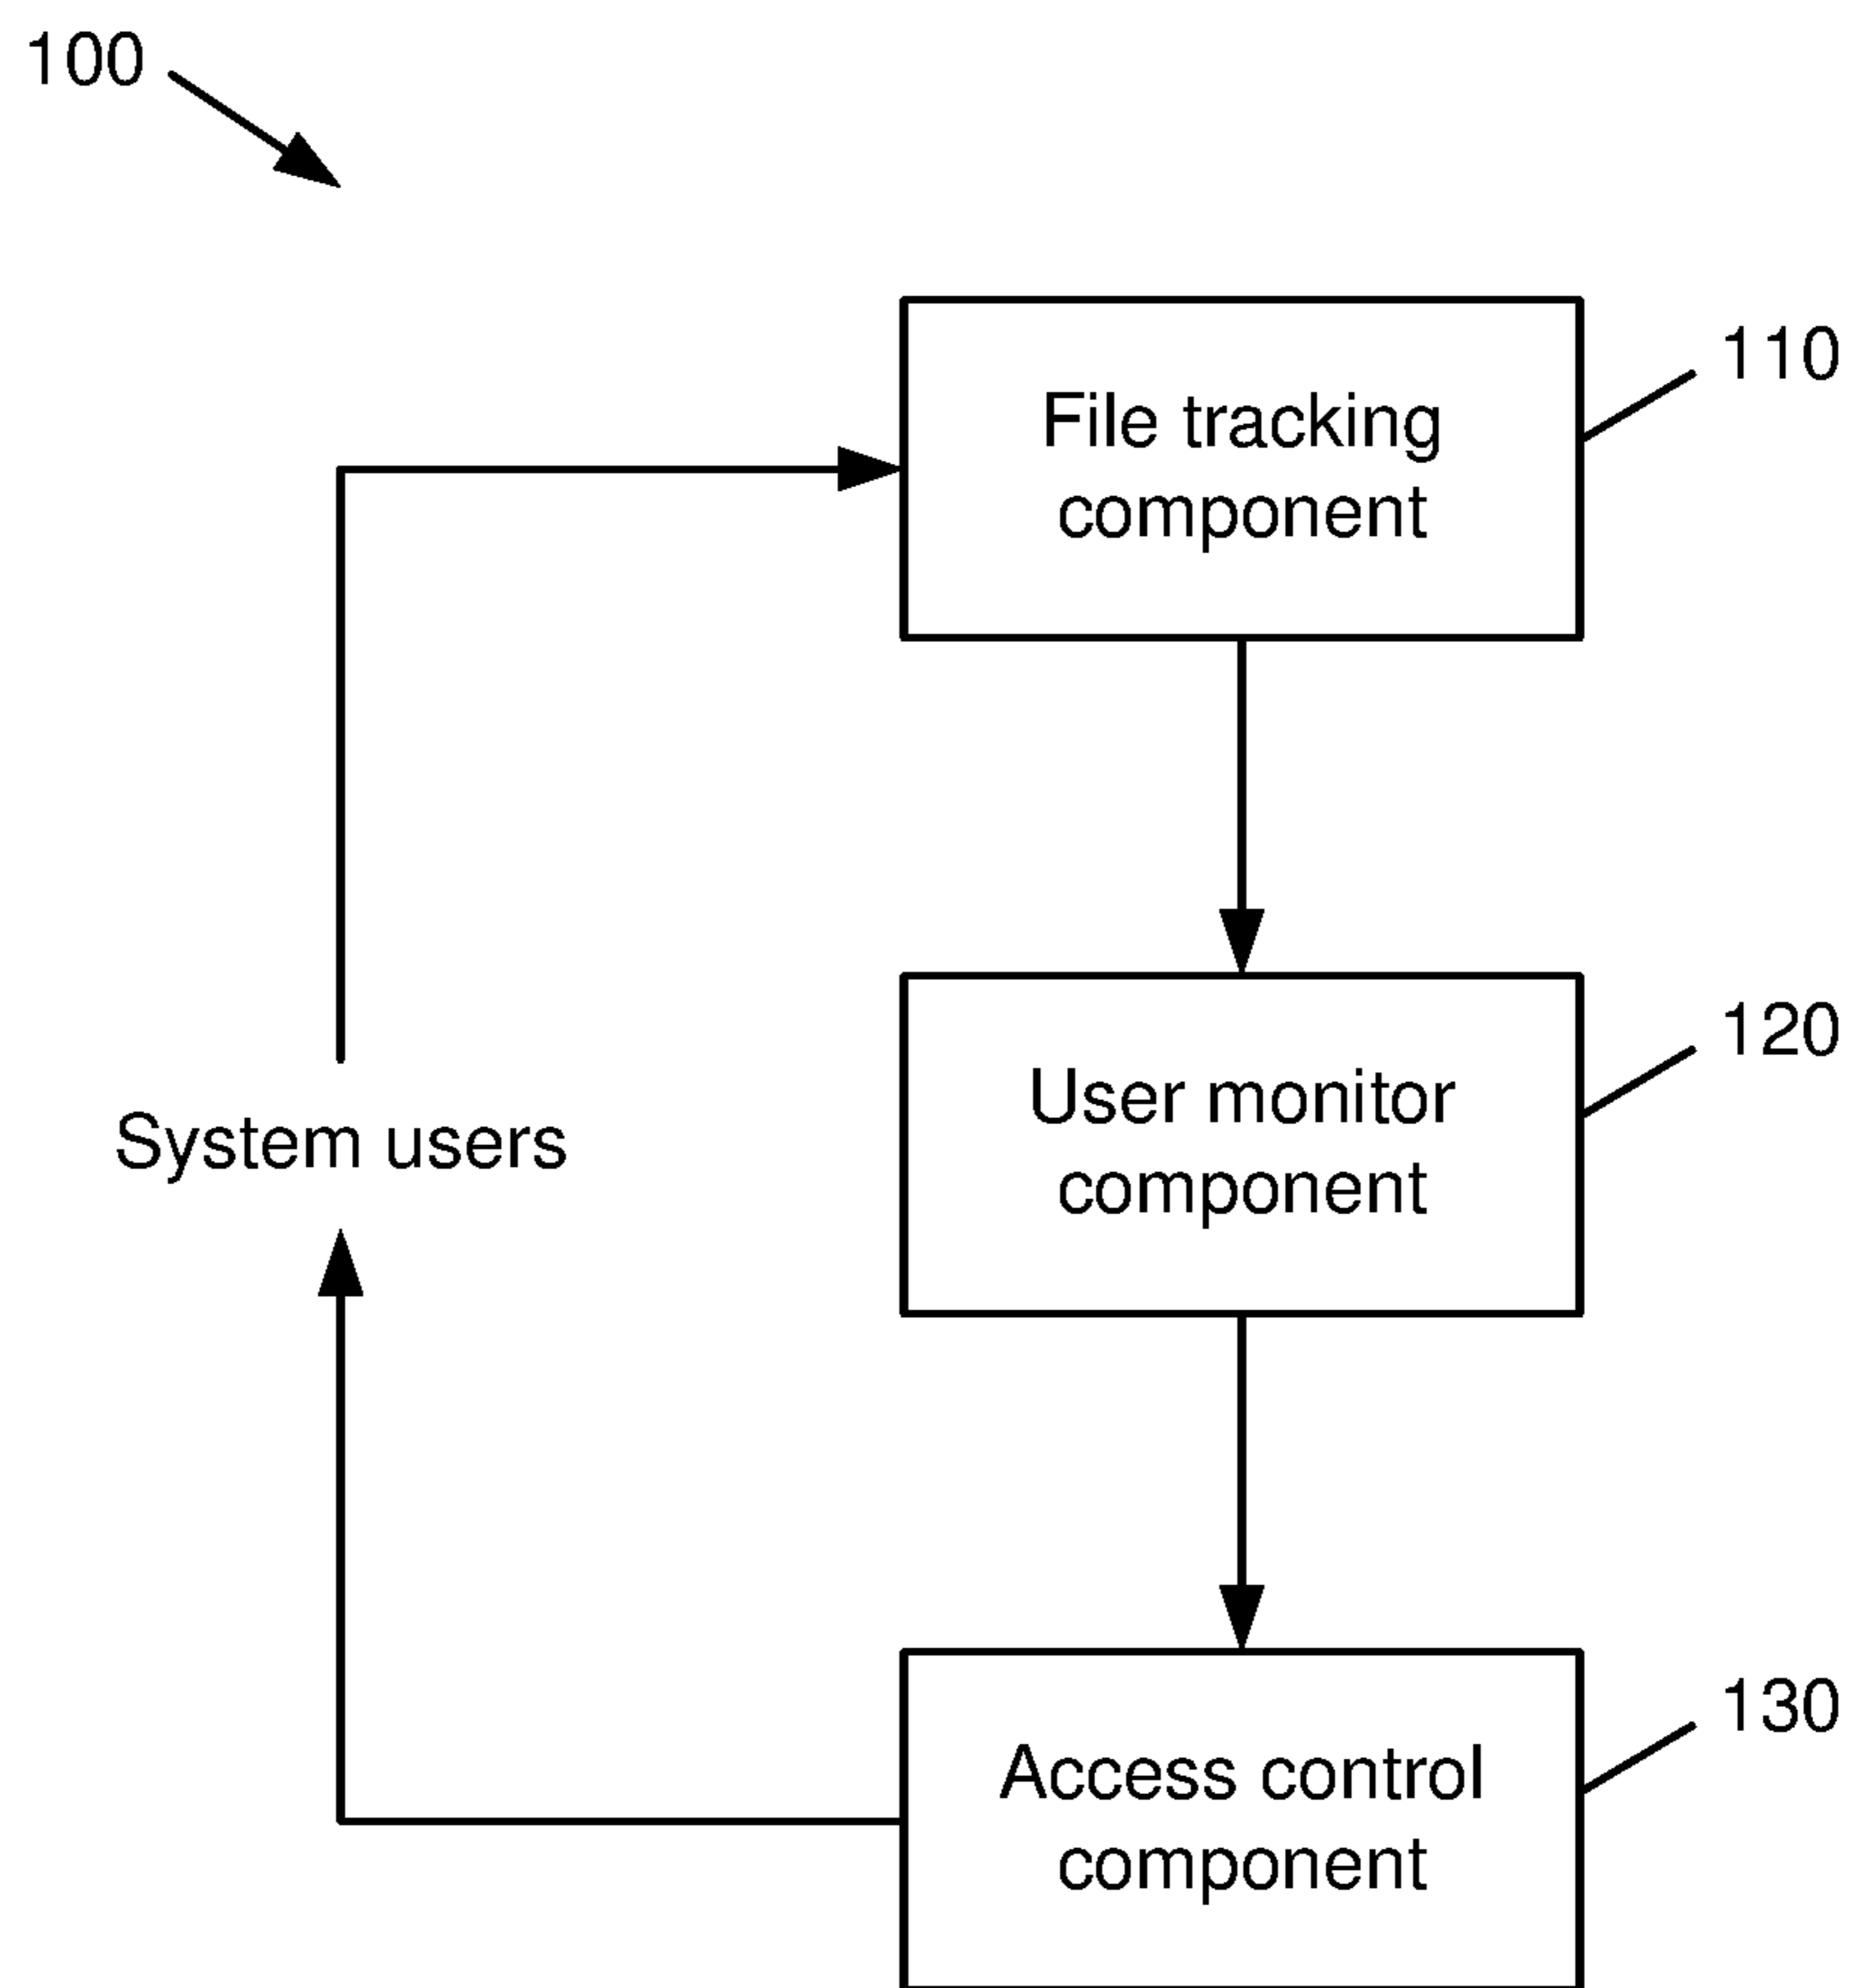 100
File tracking
component
110
User monitor
component
120
System users
Access control
component
130